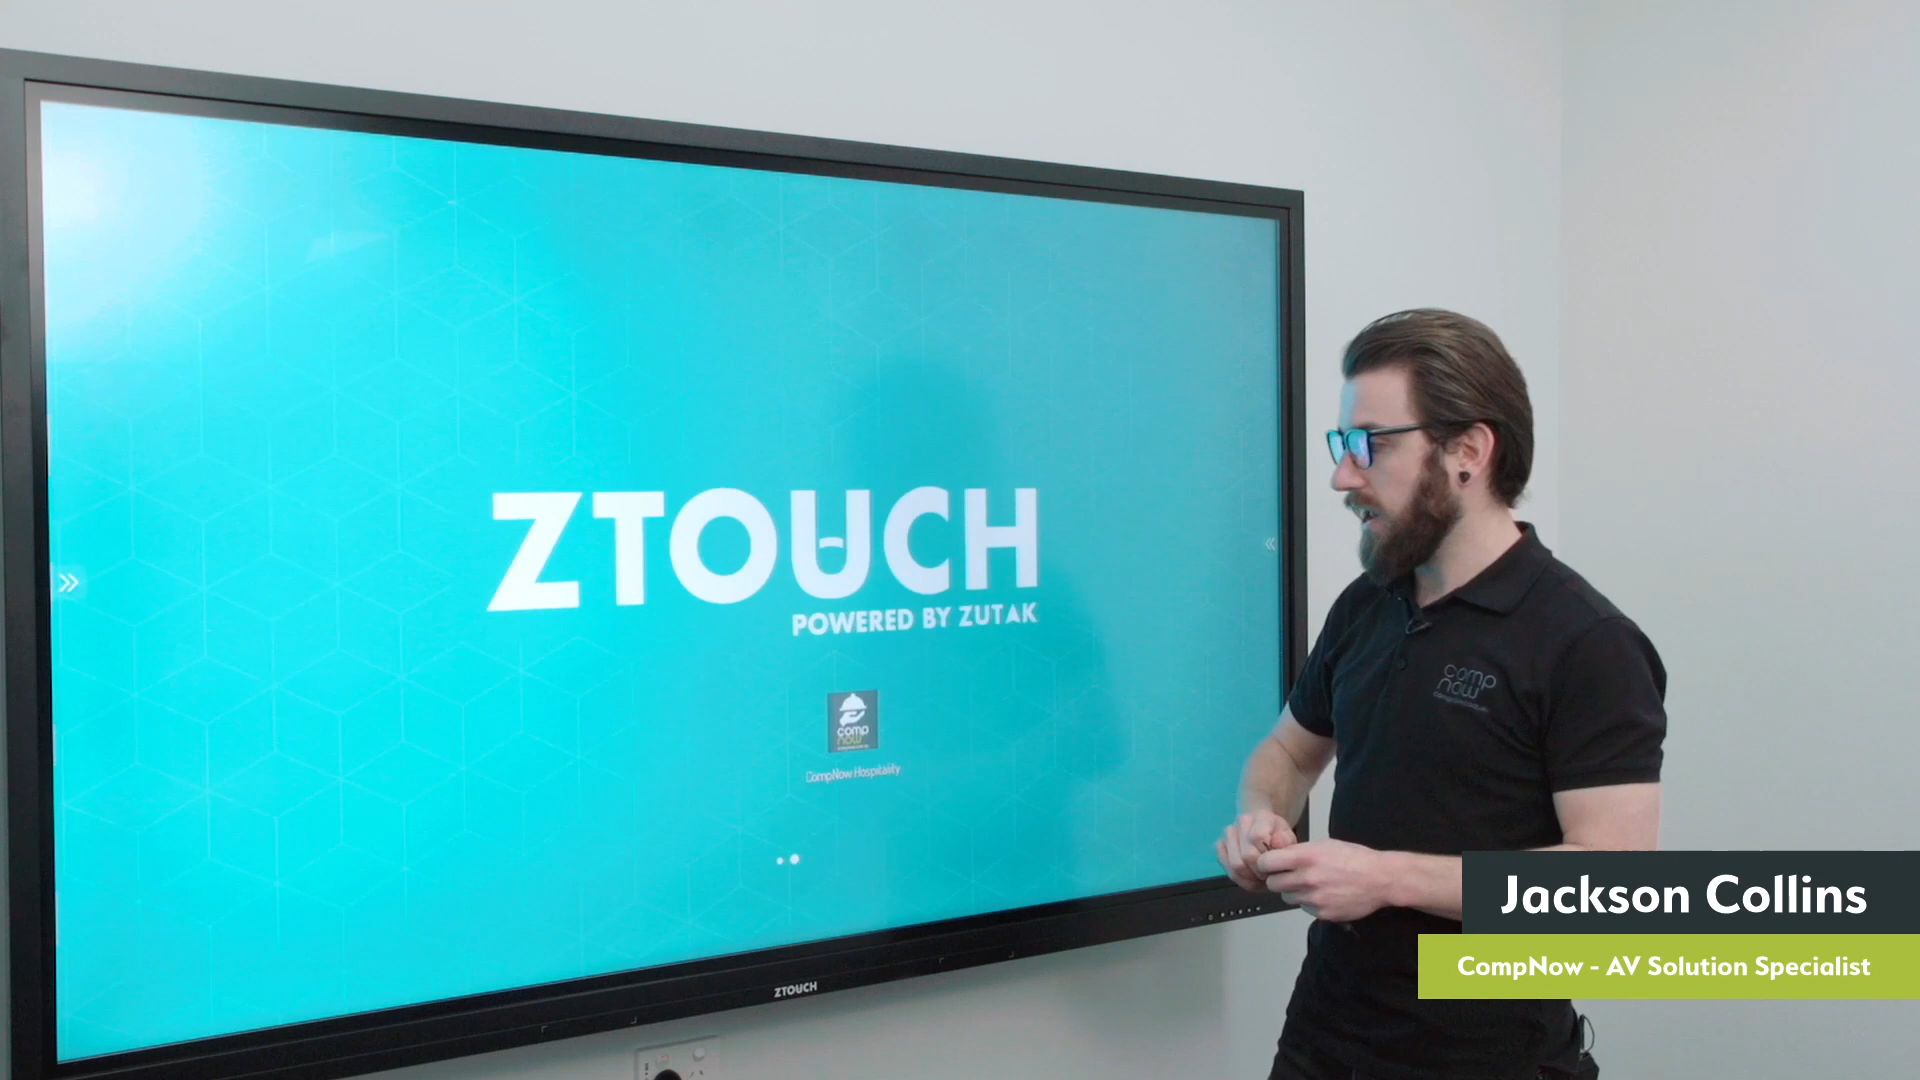 ZTOUCH
POWERED BY ZUTAK
comp
now
CompNow Hospitality
ZTOUCH
comp
now
Jackson Collins
CompNow - AV Solution Specialist